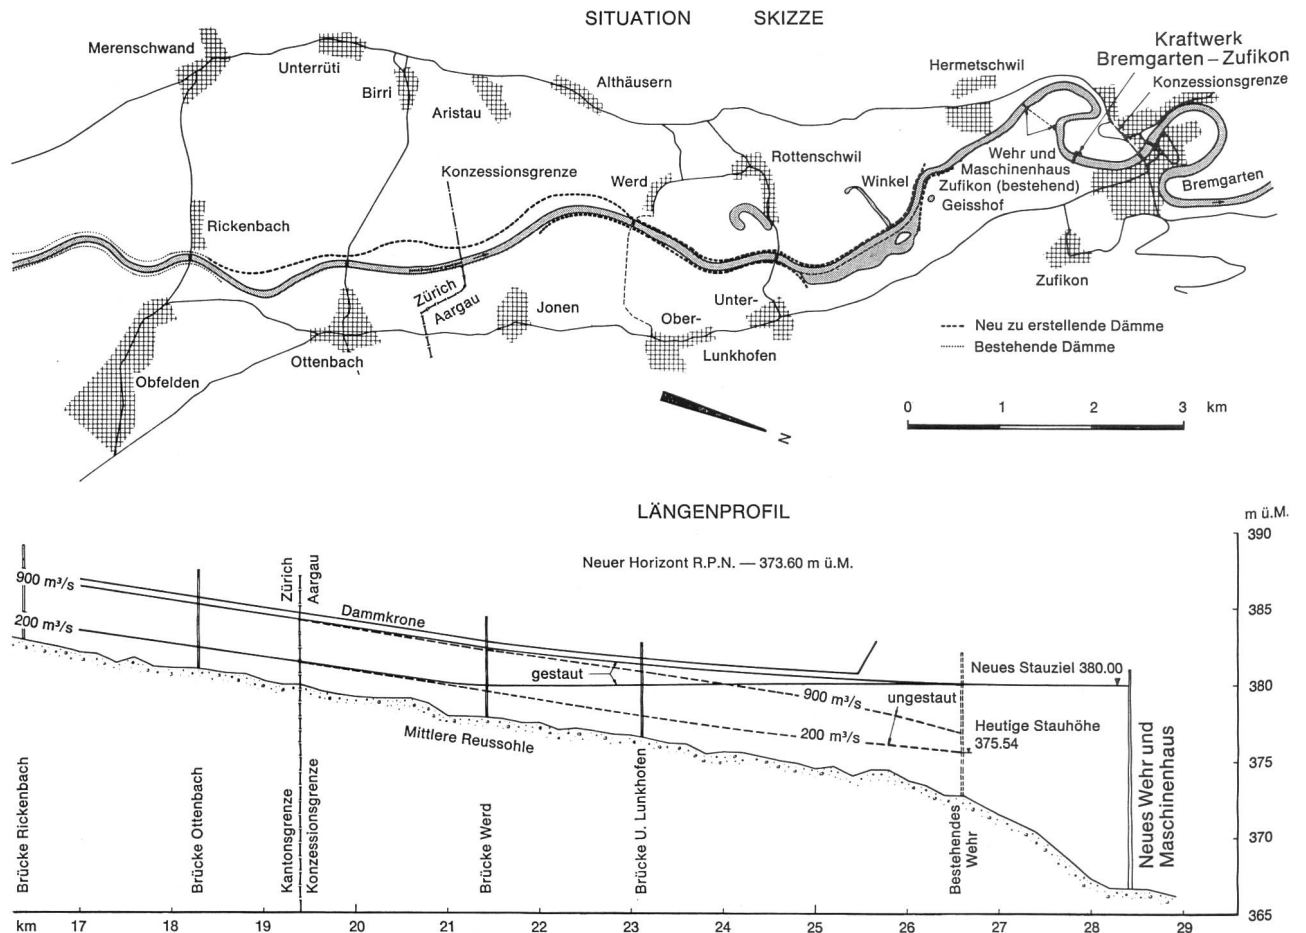 SITUATION SKIZZE
Merenschwand
Unterrüti
Birri
Aristau
Althäusern
Hermetschwil
Kraftwerk
Bremgarten – Zufikon
Konzessionsgrenze
Konzessionsgrenze
Werd
Rottenschwil
Winkel
Wehr und
Maschinenhaus
Zufikon (bestehend)
Geisshof
Bremgarten
Rickenbach
Zürich
Aargau
Jonen
Unter-
Ober-
Lunkhofen
Zufikon
Ottenbach
Obfelden
Neu zu erstellende Dämme
Bestehende Dämme
N
0 1 2 3 km
LÄNGENPROFIL
m ü.M.
Neuer Horizont R.P.N. — 373.60 m ü.M.
390
385
380
375
370
365
900 m³/s
200 m³/s
Zürich
Aargau
Dammkrone
gestaut
900 m³/s
200 m³/s
ungestaut
Neues Stauziel 380.00
Heutige Stauhöhe
375.54
Mittlere Reussohle
Brücke Rickenbach
Brücke Ottenbach
Kantonsgrenze
Konzessionsgrenze
Brücke Werd
Brücke U. Lunkhofen
Bestehendes
Wehr
Neues Wehr und
Maschinenhaus
km 17 18 19 20 21 22 23 24 25 26 27 28 29